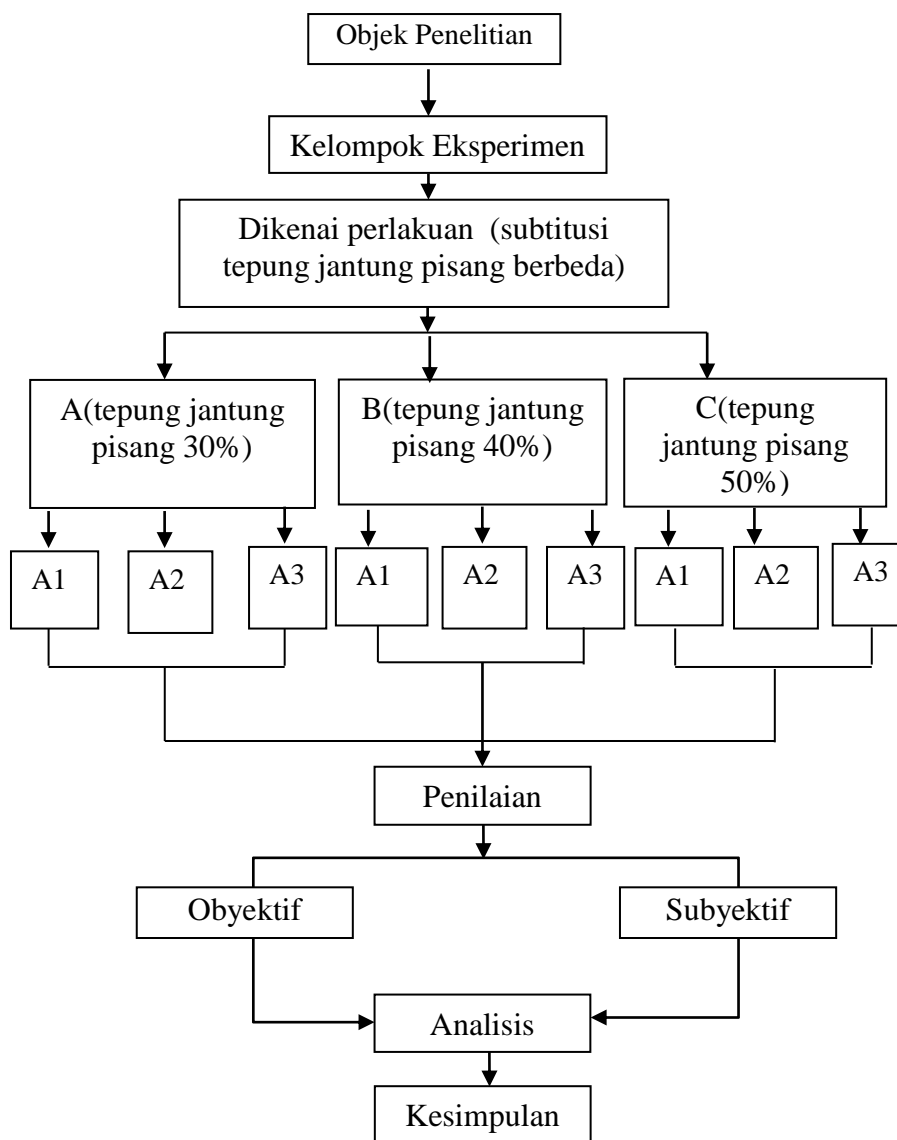 Objek Penelitian
Kelompok Eksperimen
Dikenai perlakuan (subtitusi
tepung jantung pisang berbeda)
A(tepung jantung
pisang 30%)
B(tepung jantung
pisang 40%)
C(tepung
jantung pisang
50%)
A1
A2
A3
A1
A2
A3
A1
A2
A3
Penilaian
Obyektif
Subyektif
Analisis
Kesimpulan